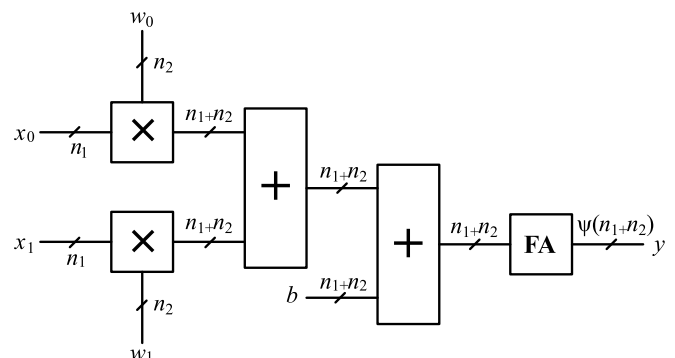 w₀
n₂
x₀
n₁
×
n₁+n₂
+
n₁+n₂
x₁
n₁
×
n₁+n₂
n₂
w₁
b
n₁+n₂
+
n₁+n₂
FA
ψ(n₁+n₂)
y